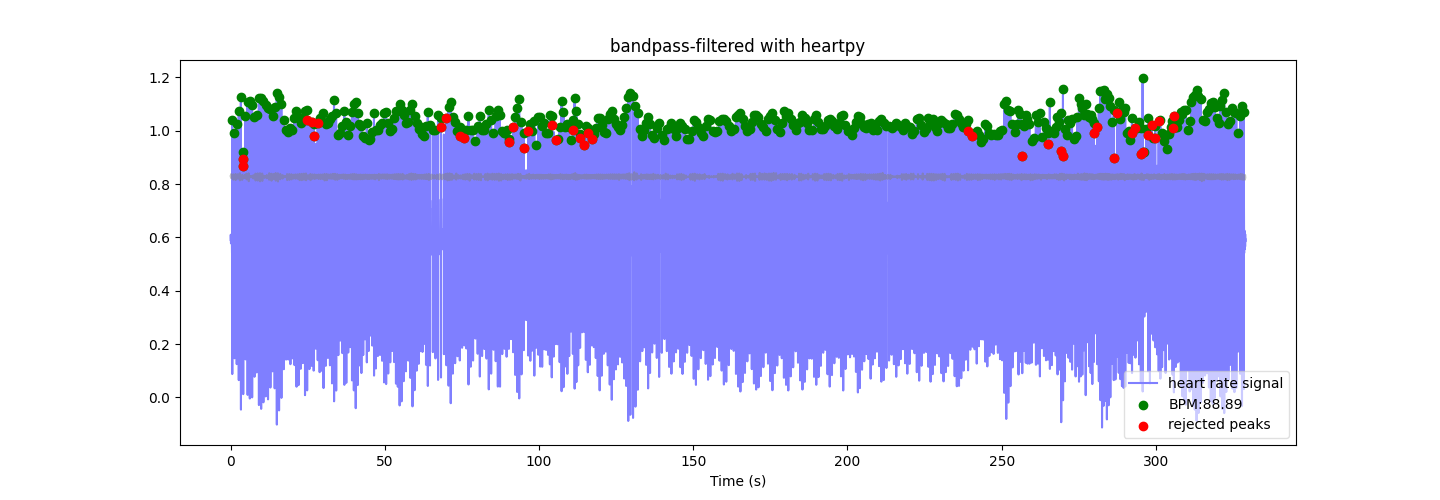 bandpass-filtered with heartpy
1.2
1.0
0.8
0.6
0.4
0.2
0.0
heart rate signal
BPM:88.89
rejected peaks
0
50
100
150
200
250
300
Time (s)